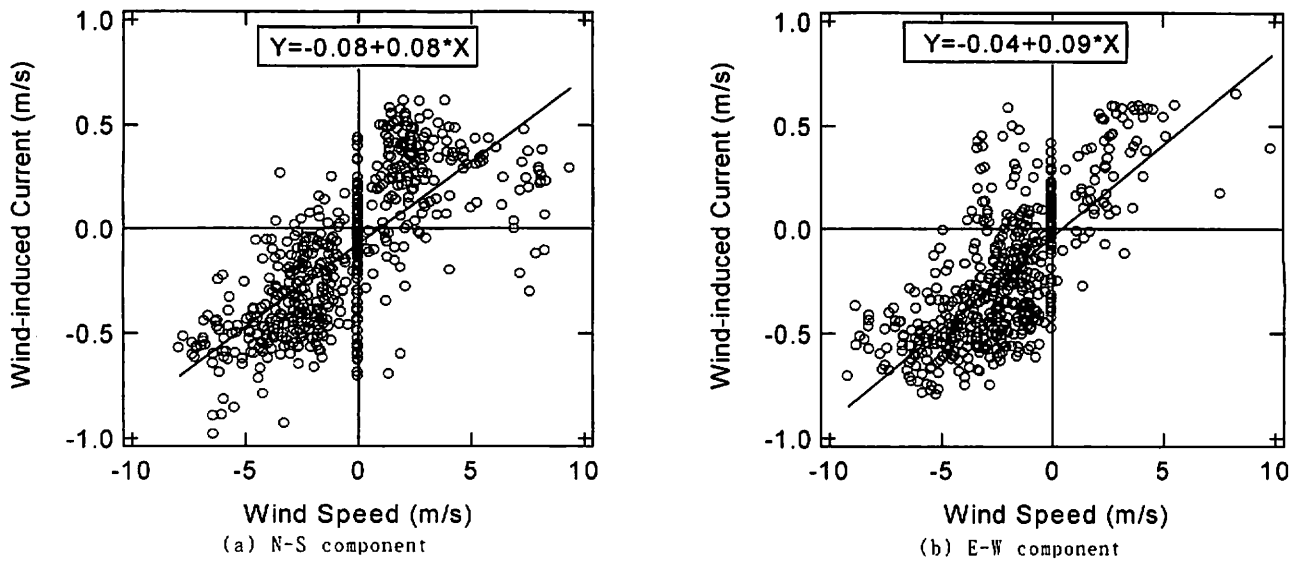 Y=-0.08+0.08*X
1.0
0.5
0.0
-0.5
-1.0
Wind-induced Current (m/s)
-10 -5 0 5 10
Wind Speed (m/s)
(a) N-S component
Y=-0.04+0.09*X
1.0
0.5
0.0
-0.5
-1.0
Wind-induced Current (m/s)
-10 -5 0 5 10
Wind Speed (m/s)
(b) E-W component